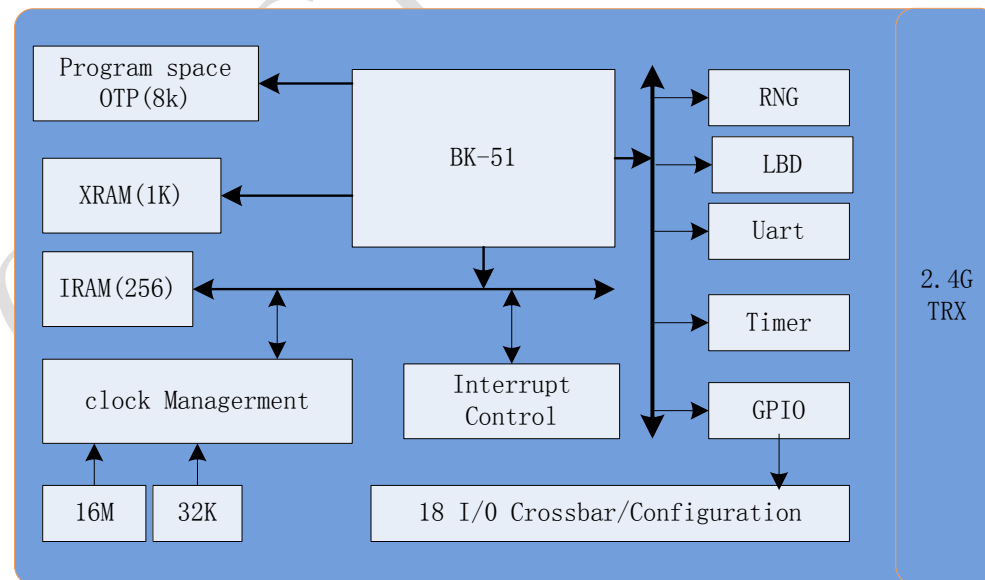 Program space
OTP(8k)
BK-51
RNG
XRAM(1K)
LBD
Uart
IRAM(256)
2.4G
TRX
Timer
clock Managerment
Interrupt
Control
GPIO
16M
32K
18 I/O Crossbar/Configuration